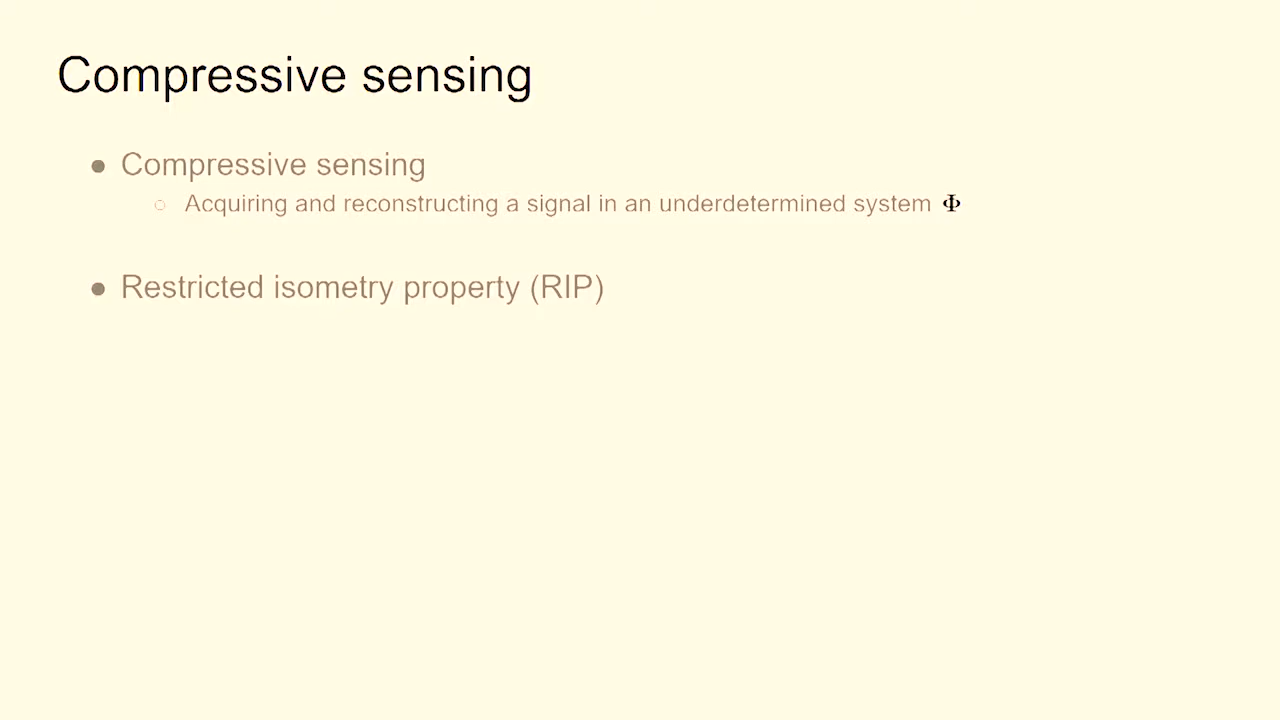 Compressive sensing
● Compressive sensing
○ Acquiring and reconstructing a signal in an underdetermined system Φ
● Restricted isometry property (RIP)